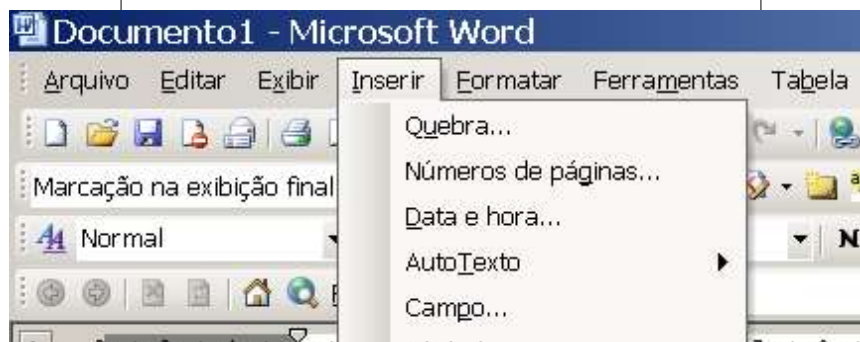 Documento1 - Microsoft Word
Arquivo Editar Exibir Inserir Formatar Ferramentas Tabela
Quebra...
Números de páginas...
Marcação na exibição final
Data e hora...
Normal
N
AutoTexto
Campo...